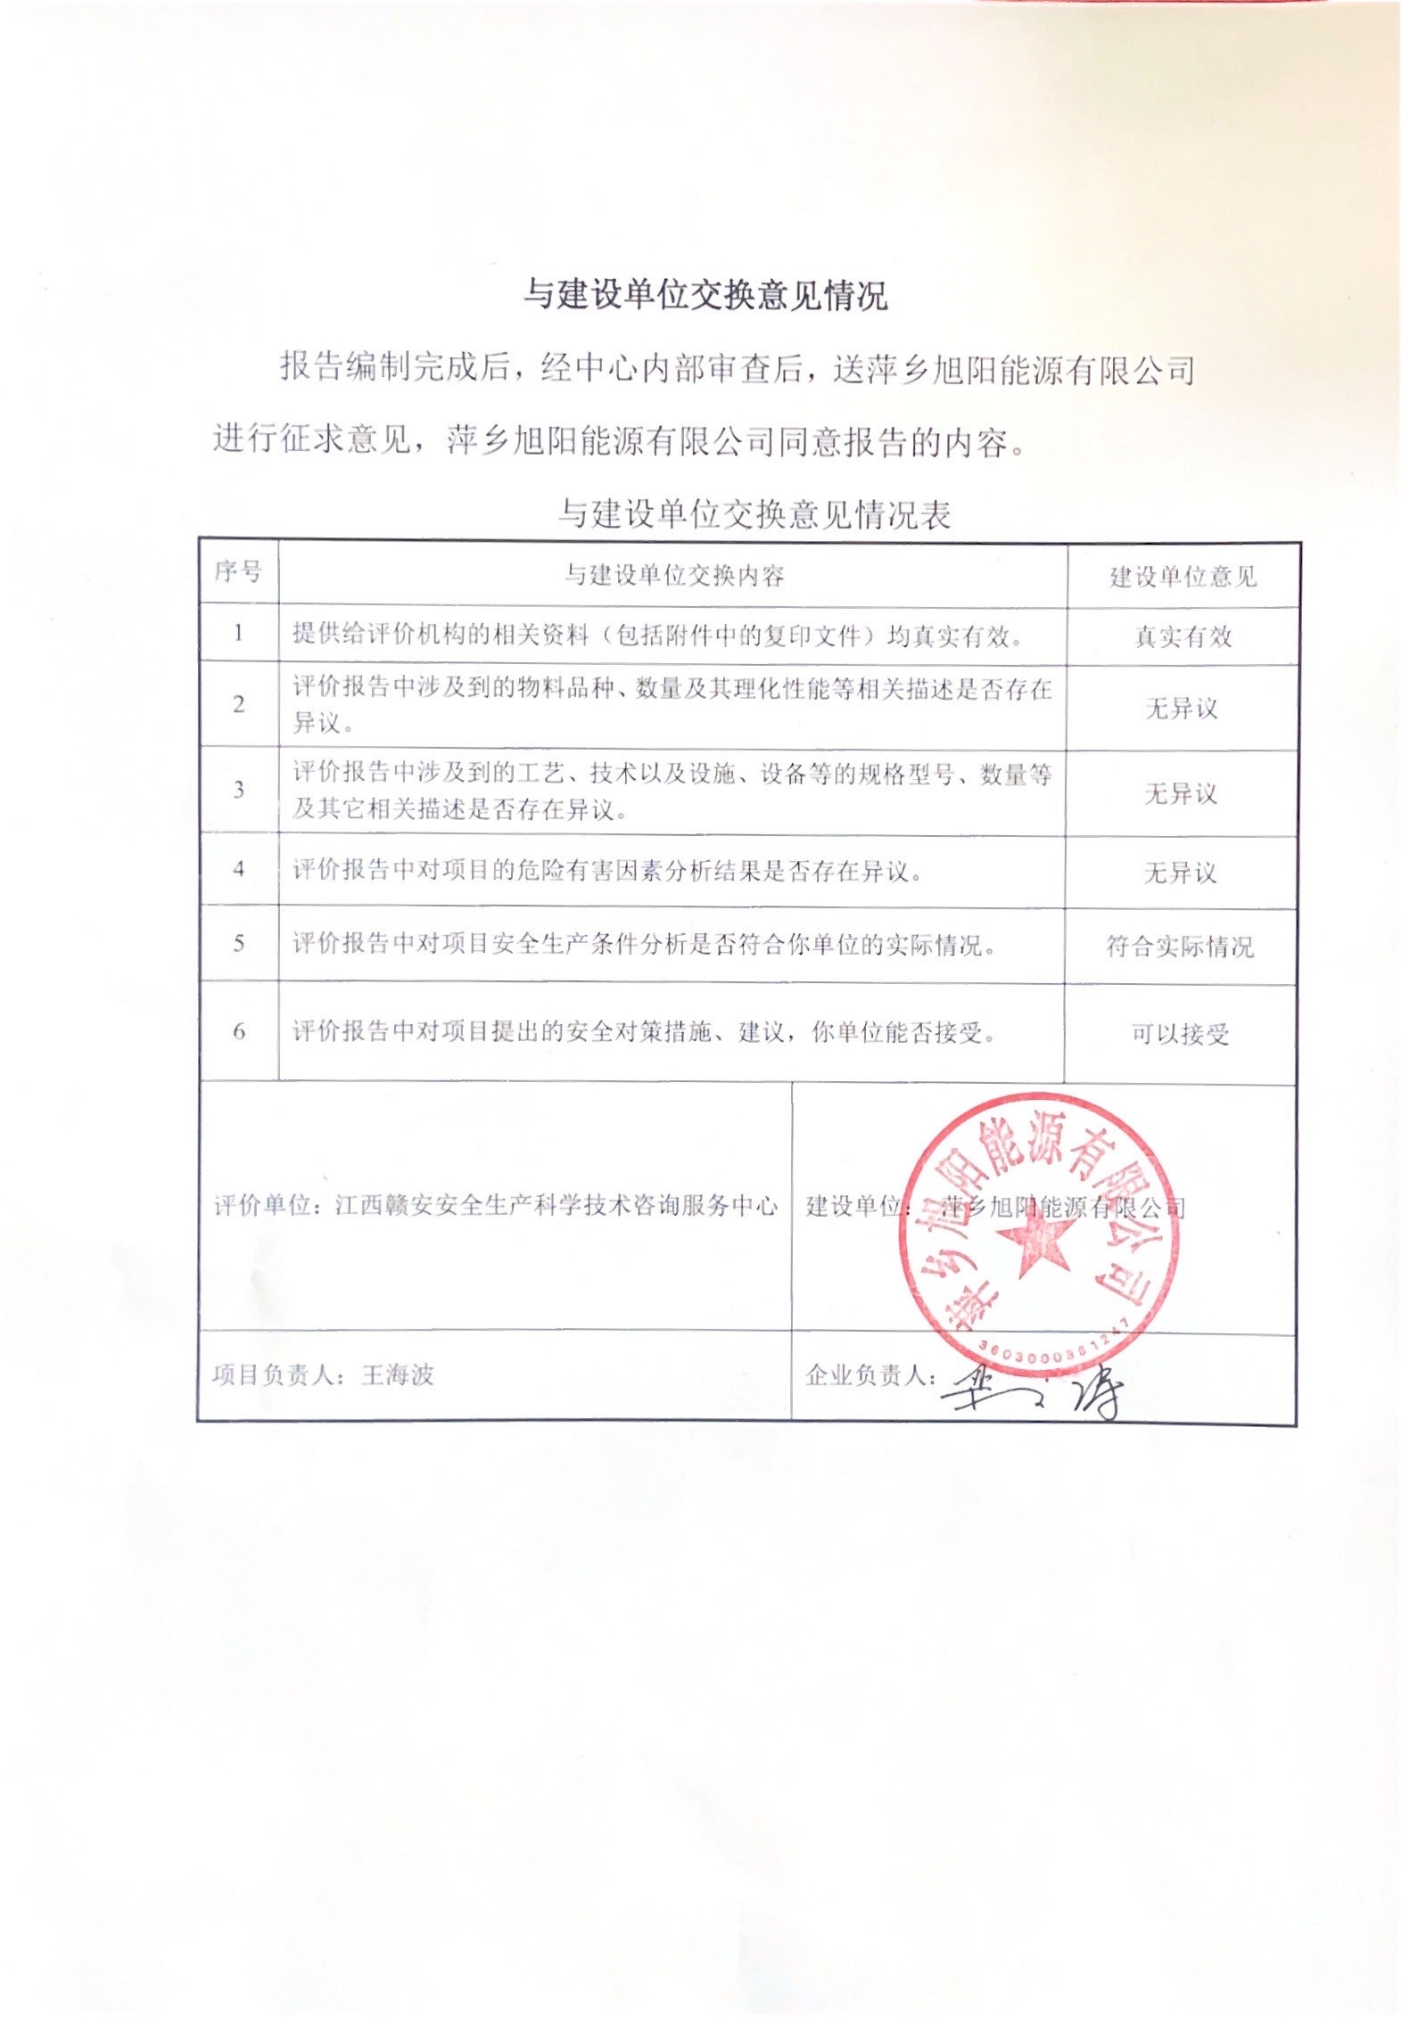 与建设单位交换意见情况
报告编制完成后，经中心内部审查后，送萍乡旭阳能源有限公司
进行征求意见，萍乡旭阳能源有限公司同意报告的内容。
与建设单位交换意见情况表
序号 与建设单位交换内容 建设单位意见
1 提供给评价机构的相关资料（包括附件中的复印文件）均真实有效。 真实有效
2 评价报告中涉及到的物料品种、数量及其理化性能等相关描述是否存在
异议。 无异议
3 评价报告中涉及到的工艺、技术以及设施、设备等的规格型号、数量等
及其它相关描述是否存在异议。 无异议
4 评价报告中对项目的危险有害因素分析结果是否存在异议。 无异议
5 评价报告中对项目安全生产条件分析是否符合你单位的实际情况。 符合实际情况
6 评价报告中对项目提出的安全对策措施、建议，你单位能否接受。 可以接受
评价单位：江西赣安安全生产科学技术咨询服务中心 建设单位： 萍乡旭阳能源有限公司
萍乡旭阳能源有限公司
项目负责人：王海波 企业负责人：